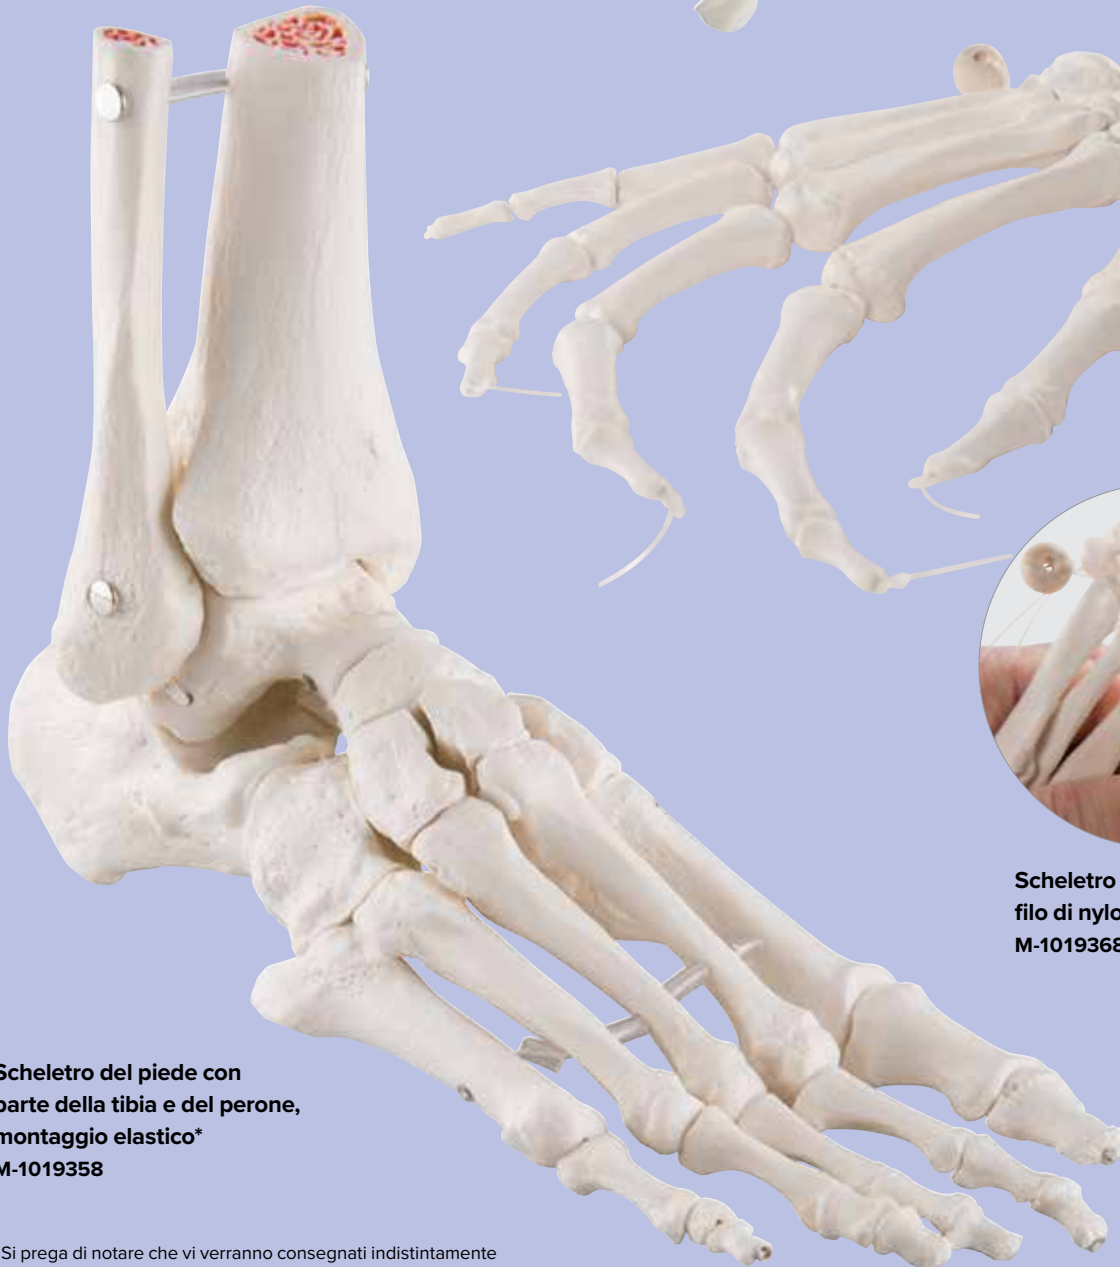 Scheletro
filo di nylo
M-1019368
Scheletro del piede con
parte della tibia e del perone,
montaggio elastico*
M-1019358
Si prega di notare che vi verranno consegnati indistintamente